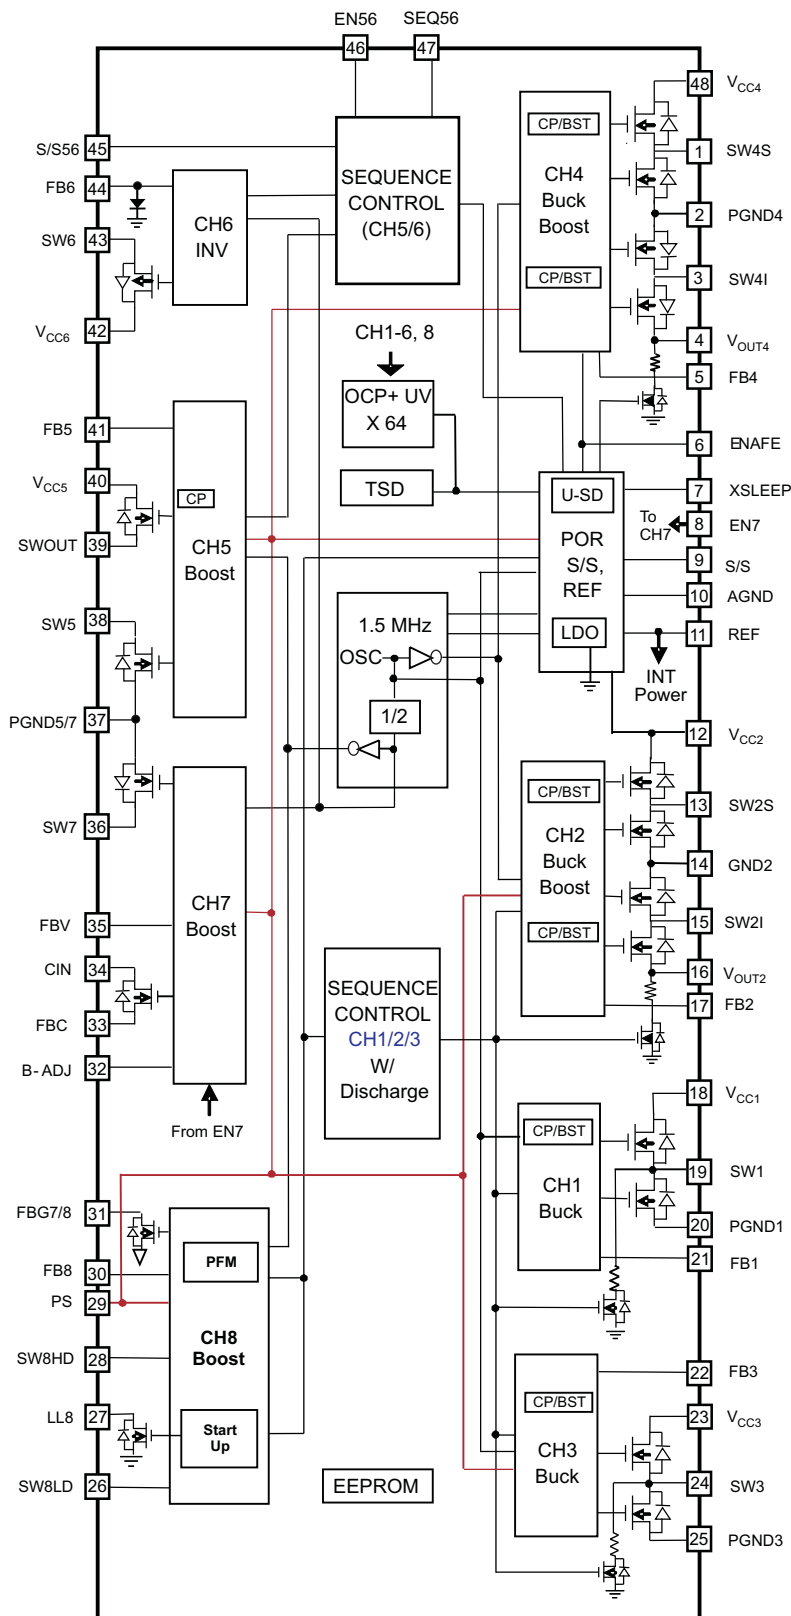 EN56
SEQ56
46
47
S/S56
45
FB6
44
SW6
43
VCC6
42
CH6
INV
SEQUENCE
CONTROL
(CH5/6)
CP/BST
CH4
Buck
Boost
CP/BST
48
VCC4
1
SW4S
2
PGND4
3
SW4I
4
VOUT4
5
FB4
6
ENAFE
7
XSLEEP
To
CH7
8
EN7
9
S/S
10
AGND
11
REF
INT
Power
CH1-6, 8
OCP+ UV
X 64
TSD
U-SD
POR
S/S,
REF
LDO
FB5
41
VCC5
40
SWOUT
39
SW5
38
PGND5/7
37
SW7
36
CP
CH5
Boost
1.5 MHz
OSC
1/2
12
VCC2
13
SW2S
14
GND2
15
SW2I
16
VOUT2
17
FB2
CP/BST
CH2
Buck
Boost
CP/BST
FBV
35
CIN
34
FBC
33
B-ADJ
32
CH7
Boost
From EN7
SEQUENCE
CONTROL
CH1/2/3
W/
Discharge
18
VCC1
19
SW1
20
PGND1
21
FB1
CP/BST
CH1
Buck
FBG7/8
31
FB8
30
PS
29
SW8HD
28
LL8
27
SW8LD
26
PFM
CH8
Boost
Start
Up
EEPROM
CP/BST
CH3
Buck
22
FB3
23
VCC3
24
SW3
25
PGND3